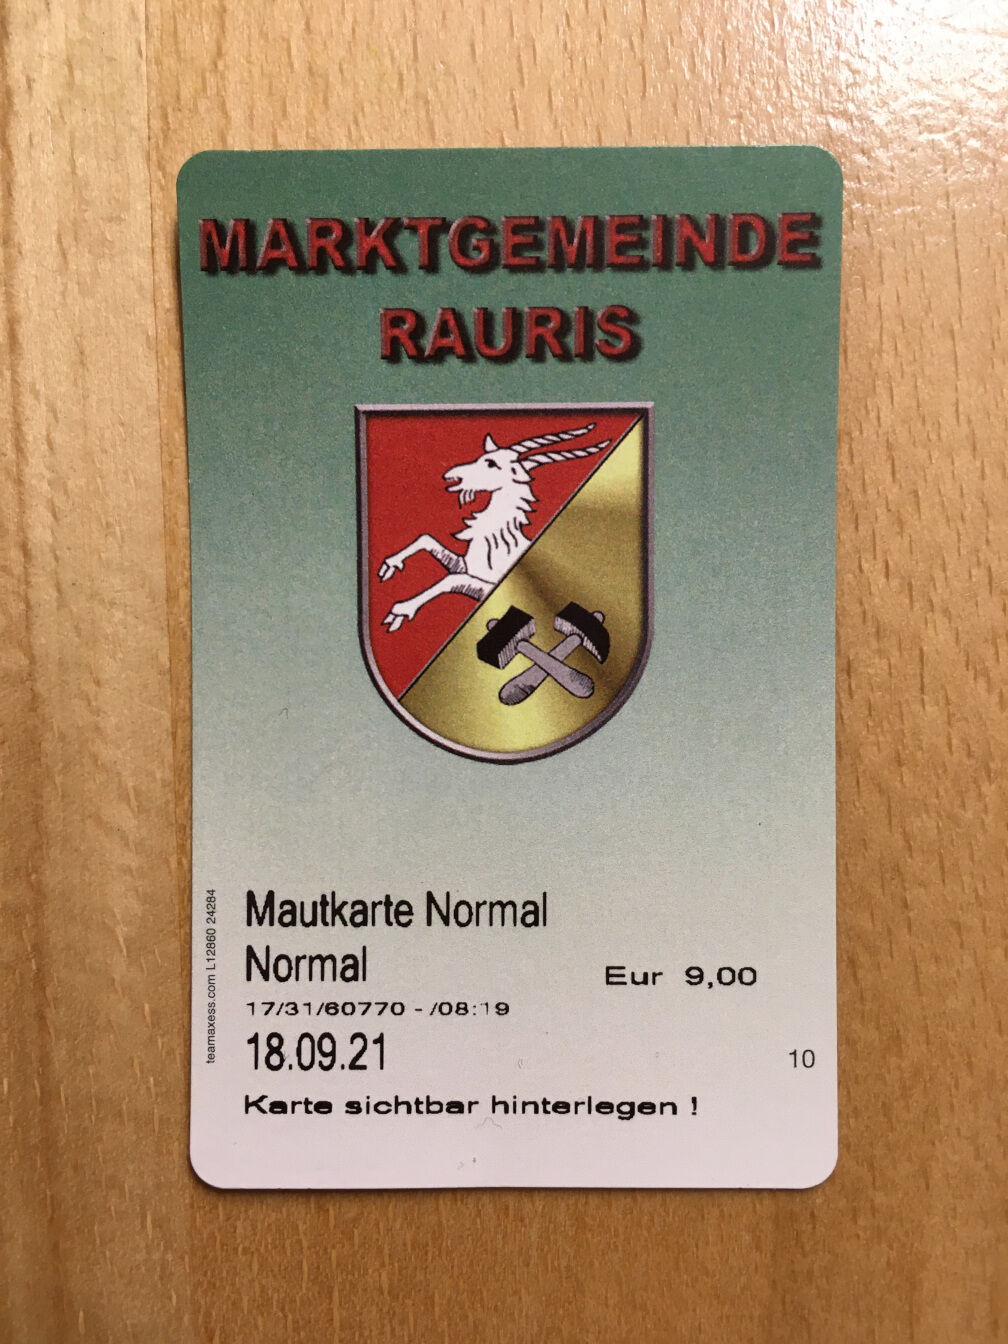 MARKTGEMEINDE
RAURIS
Mautkarte Normal
Normal
Eur 9,00
17/31/60770 - /08:19
18.09.21
10
Karte sichtbar hinterlegen !
teamaxess.com L12860 24284